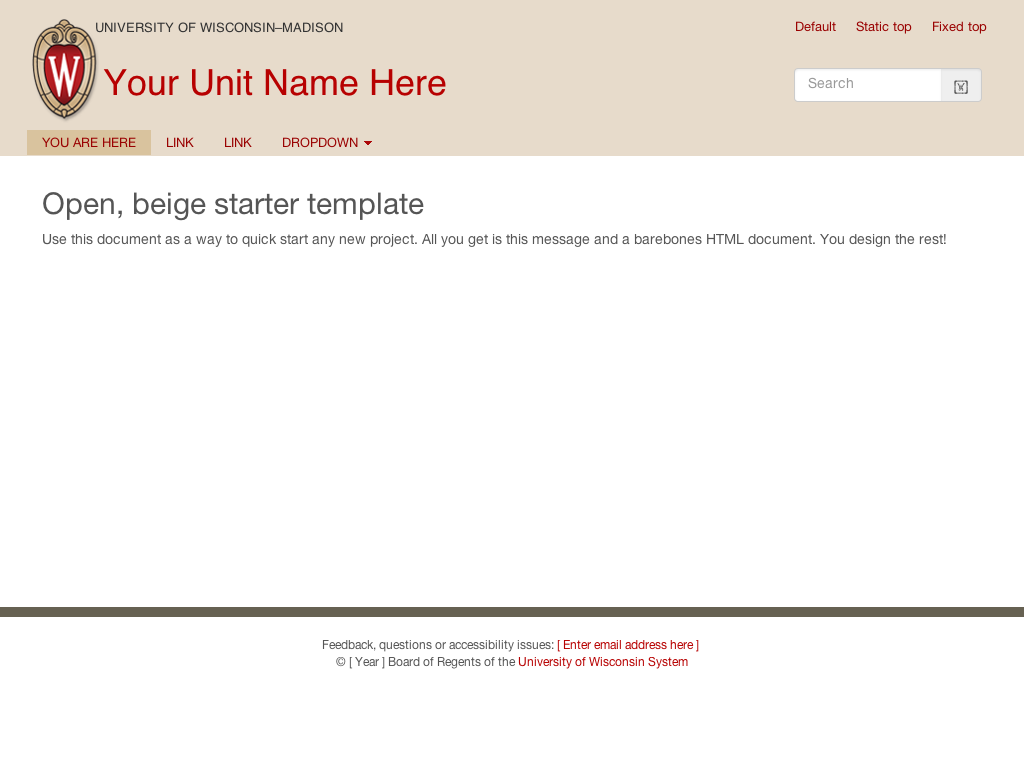 UNIVERSITY OF WISCONSIN–MADISON
Default Static top Fixed top
W
Your Unit Name Here
Search
YOU ARE HERE LINK LINK DROPDOWN
Open, beige starter template
Use this document as a way to quick start any new project. All you get is this message and a barebones HTML document. You design the rest!
Feedback, questions or accessibility issues: [ Enter email address here ]
© [ Year ] Board of Regents of the University of Wisconsin System